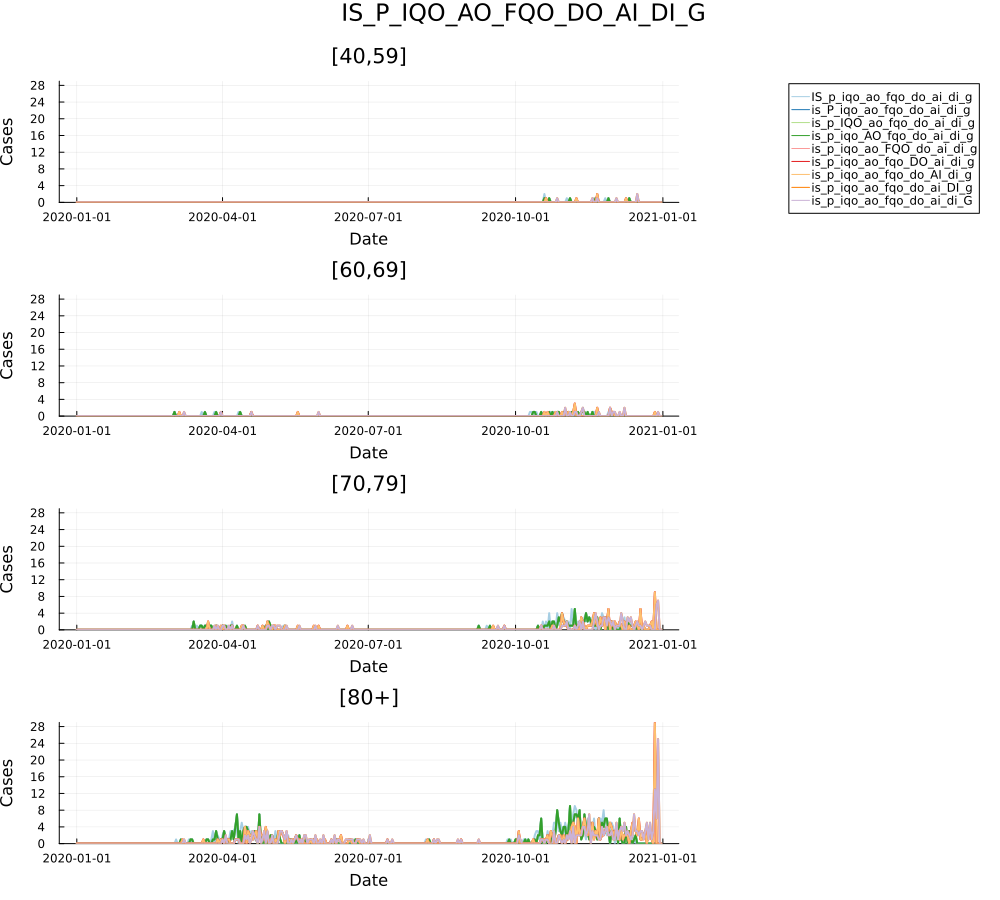 IS_P_IQO_AO_FQO_DO_AI_DI_G
[40,59]
28
24
20
16
12
8
4
0
Cases
2020-01-01 2020-04-01 2020-07-01 2020-10-01 2021-01-01
Date
IS_p_iqo_ao_fqo_do_ai_di_g
is_P_iqo_ao_fqo_do_ai_di_g
is_p_IQO_ao_fqo_do_ai_di_g
is_p_iqo_AO_fqo_do_ai_di_g
is_p_iqo_ao_FQO_do_ai_di_g
is_p_iqo_ao_fqo_DO_ai_di_g
is_p_iqo_ao_fqo_do_AI_di_g
is_p_iqo_ao_fqo_do_ai_DI_g
is_p_iqo_ao_fqo_do_ai_di_G
[60,69]
28
24
20
16
12
8
4
0
Cases
2020-01-01 2020-04-01 2020-07-01 2020-10-01 2021-01-01
Date
[70,79]
28
24
20
16
12
8
4
0
Cases
2020-01-01 2020-04-01 2020-07-01 2020-10-01 2021-01-01
Date
[80+]
28
24
20
16
12
8
4
0
Cases
2020-01-01 2020-04-01 2020-07-01 2020-10-01 2021-01-01
Date